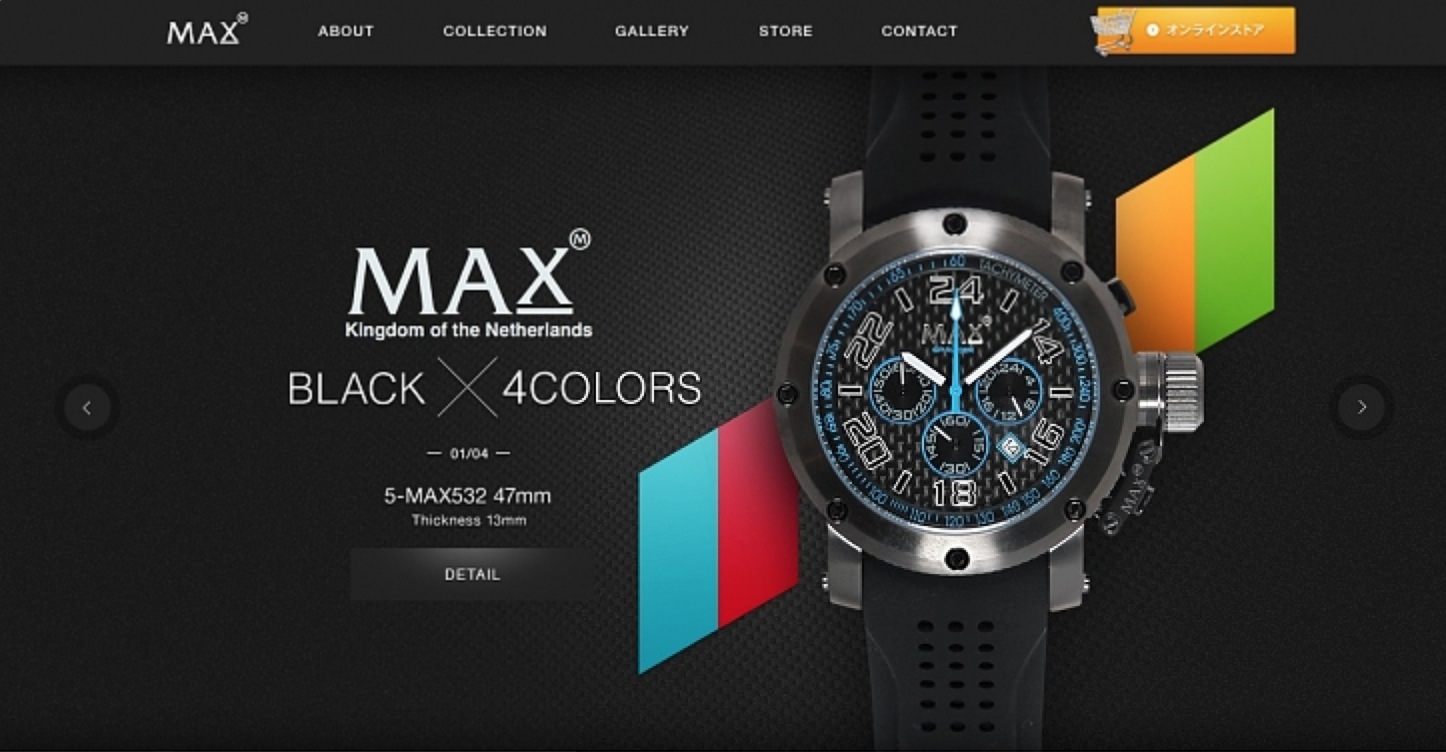 MAX M
ABOUT
COLLECTION
GALLERY
STORE
CONTACT
オンラインストア
MAX M
Kingdom of the Netherlands
BLACK X 4COLORS
— 01/04 —
5-MAX532 47mm
Thickness 13mm
DETAIL
60
TACHYMETER
24
MAX
22
14
20
16
18